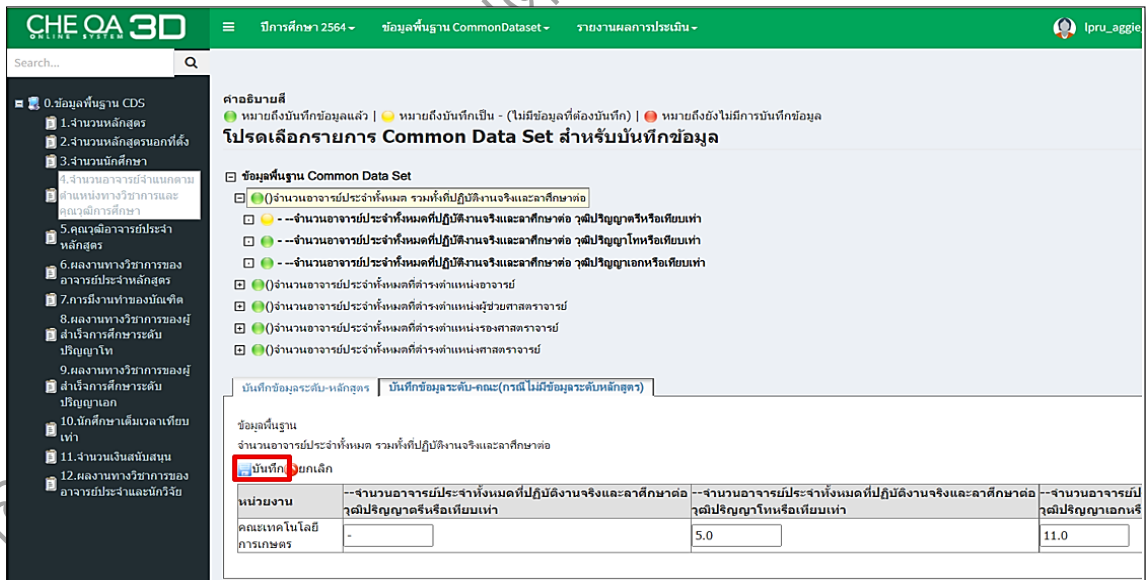 CHE QA 3D
ONLINE SYSTEM
ปีการศึกษา 2564
ข้อมูลพื้นฐาน CommonDataset
รายงานผลการประเมิน
lpru_aggie
Search...
0.ข้อมูลพื้นฐาน CDS
1.จำนวนหลักสูตร
2.จำนวนหลักสูตรนอกที่ตั้ง
3.จำนวนนักศึกษา
4.จำนวนอาจารย์จำแนกตาม
ตำแหน่งทางวิชาการและ
คุณวุฒิการศึกษา
5.คุณวุฒิอาจารย์ประจำ
หลักสูตร
6.ผลงานทางวิชาการของ
อาจารย์ประจำหลักสูตร
7.การมีงานทำของบัณฑิต
8.ผลงานทางวิชาการของผู้
สำเร็จการศึกษาระดับ
ปริญญาโท
9.ผลงานทางวิชาการของผู้
สำเร็จการศึกษาระดับ
ปริญญาเอก
10.นักศึกษาเต็มเวลาเทียบ
เท่า
11.จำนวนเงินสนับสนุน
12.ผลงานทางวิชาการของ
อาจารย์ประจำและนักวิจัย
คำอธิบายสี
หมายถึงบันทึกข้อมูลแล้ว | หมายถึงบันทึกเป็น - (ไม่มีข้อมูลที่ต้องบันทึก) | หมายถึงยังไม่มีการบันทึกข้อมูล
โปรดเลือกรายการ Common Data Set สำหรับบันทึกข้อมูล
ข้อมูลพื้นฐาน Common Data Set
()จำนวนอาจารย์ประจำทั้งหมด รวมทั้งที่ปฏิบัติงานจริงและลาศึกษาต่อ
- --จำนวนอาจารย์ประจำทั้งหมดที่ปฏิบัติงานจริงและลาศึกษาต่อ วุฒิปริญญาตรีหรือเทียบเท่า
- --จำนวนอาจารย์ประจำทั้งหมดที่ปฏิบัติงานจริงและลาศึกษาต่อ วุฒิปริญญาโทหรือเทียบเท่า
- --จำนวนอาจารย์ประจำทั้งหมดที่ปฏิบัติงานจริงและลาศึกษาต่อ วุฒิปริญญาเอกหรือเทียบเท่า
()จำนวนอาจารย์ประจำทั้งหมดที่ดำรงตำแหน่งอาจารย์
()จำนวนอาจารย์ประจำทั้งหมดที่ดำรงตำแหน่งผู้ช่วยศาสตราจารย์
()จำนวนอาจารย์ประจำทั้งหมดที่ดำรงตำแหน่งรองศาสตราจารย์
()จำนวนอาจารย์ประจำทั้งหมดที่ดำรงตำแหน่งศาสตราจารย์
บันทึกข้อมูลระดับ-หลักสูตร
บันทึกข้อมูลระดับ-คณะ(กรณีไม่มีข้อมูลระดับหลักสูตร)
ข้อมูลพื้นฐาน
จำนวนอาจารย์ประจำทั้งหมด รวมทั้งที่ปฏิบัติงานจริงและลาศึกษาต่อ
บันทึก ยกเลิก
หน่วยงาน
--จำนวนอาจารย์ประจำทั้งหมดที่ปฏิบัติงานจริงและลาศึกษาต่อ
วุฒิปริญญาตรีหรือเทียบเท่า
--จำนวนอาจารย์ประจำทั้งหมดที่ปฏิบัติงานจริงและลาศึกษาต่อ
วุฒิปริญญาโทหรือเทียบเท่า
--จำนวนอาจารย์ป
วุฒิปริญญาเอกหรื
คณะเทคโนโลยี
การเกษตร
-
5.0
11.0